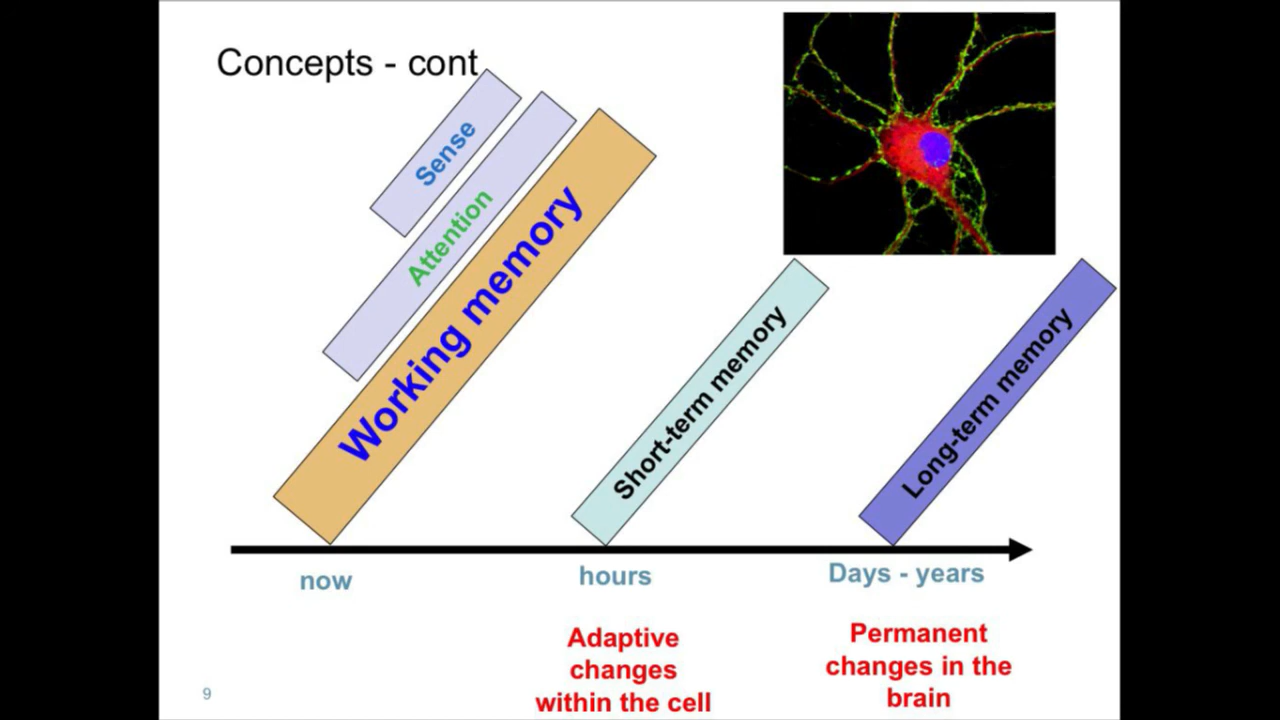 Concepts - cont
Sense
Attention
Working memory
Short-term memory
Long-term memory
now
hours
Days - years
Adaptive
changes
within the cell
Permanent
changes in the
brain
9